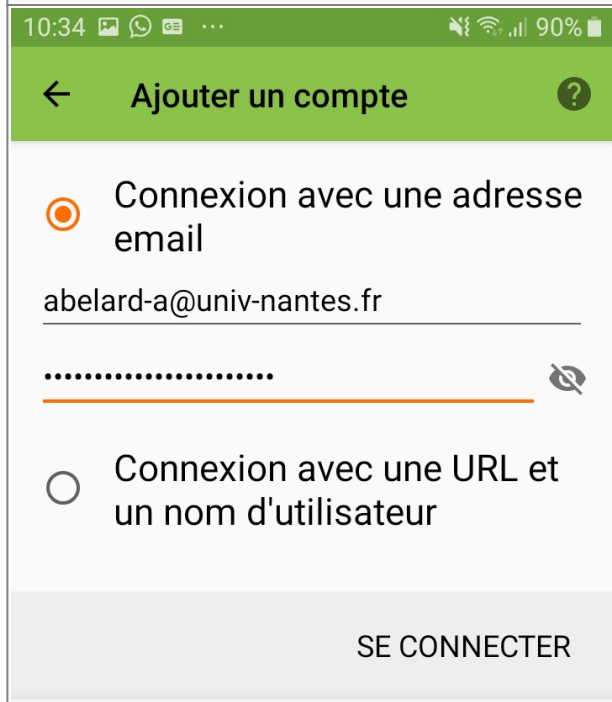 10:34 GE ... 90%
Ajouter un compte ?
Connexion avec une adresse
email
abelard-a@univ-nantes.fr
•••••••••••••••••••••••
Connexion avec une URL et
un nom d'utilisateur
SE CONNECTER